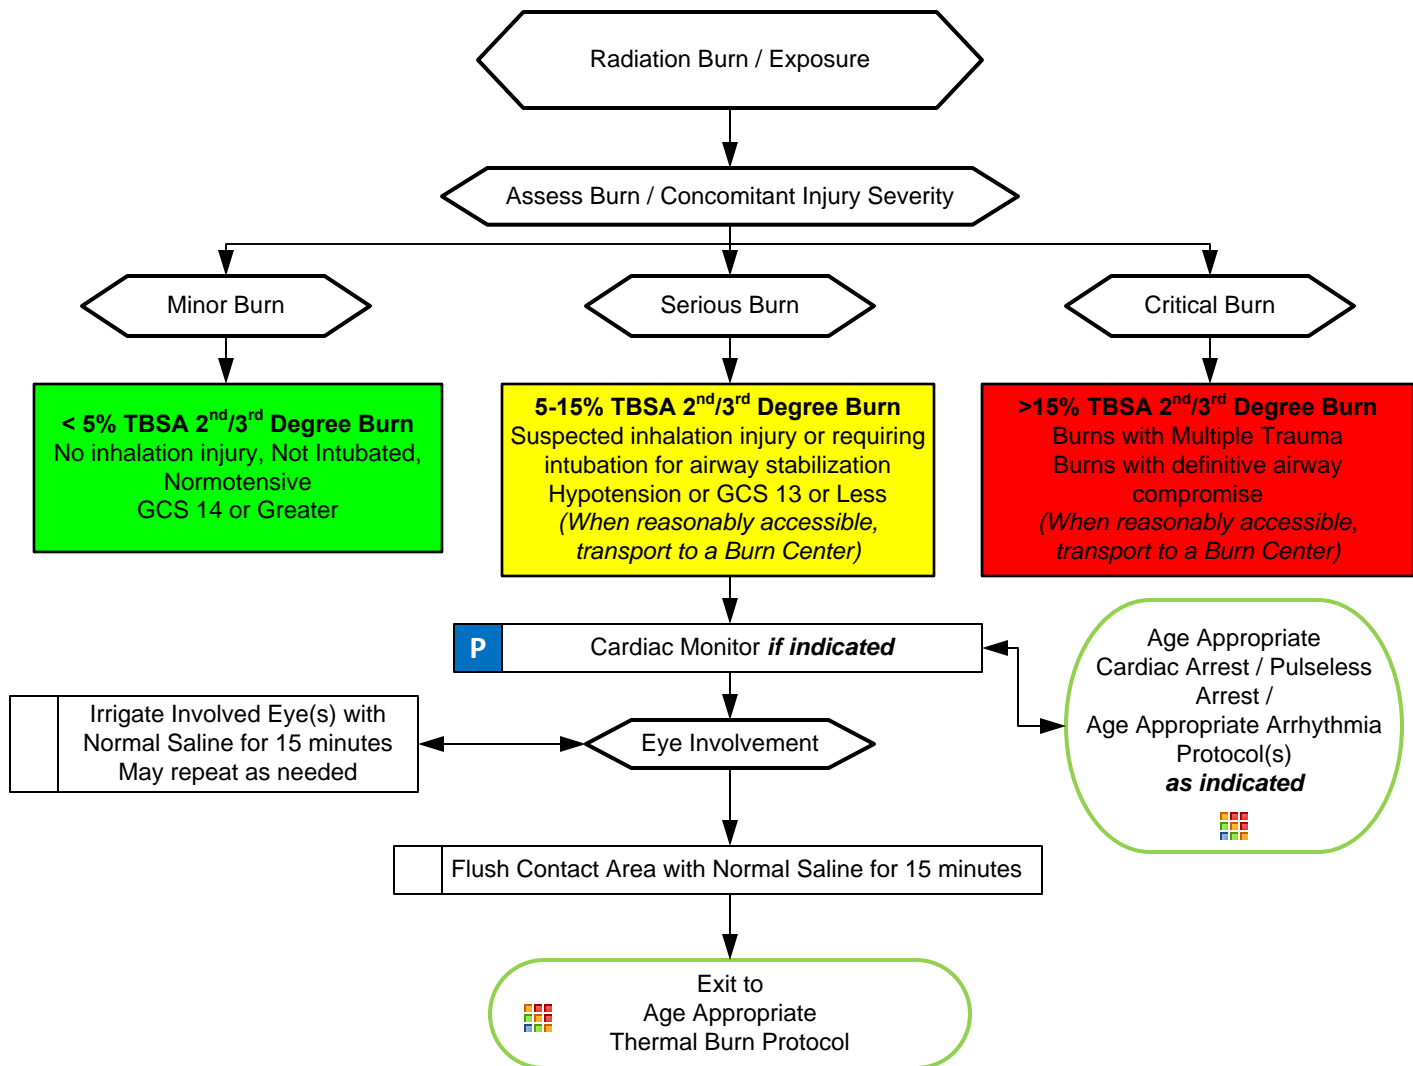 Radiation Burn / Exposure
Assess Burn / Concomitant Injury Severity
Minor Burn
Serious Burn
Critical Burn
< 5% TBSA 2nd/3rd Degree Burn
No inhalation injury, Not Intubated,
Normotensive
GCS 14 or Greater
5-15% TBSA 2nd/3rd Degree Burn
Suspected inhalation injury or requiring
intubation for airway stabilization
Hypotension or GCS 13 or Less
(When reasonably accessible,
transport to a Burn Center)
>15% TBSA 2nd/3rd Degree Burn
Burns with Multiple Trauma
Burns with definitive airway
compromise
(When reasonably accessible,
transport to a Burn Center)
P
Cardiac Monitor if indicated
Age Appropriate
Cardiac Arrest / Pulseless
Arrest /
Age Appropriate Arrhythmia
Protocol(s)
as indicated
Irrigate Involved Eye(s) with
Normal Saline for 15 minutes
May repeat as needed
Eye Involvement
Flush Contact Area with Normal Saline for 15 minutes
Exit to
Age Appropriate
Thermal Burn Protocol